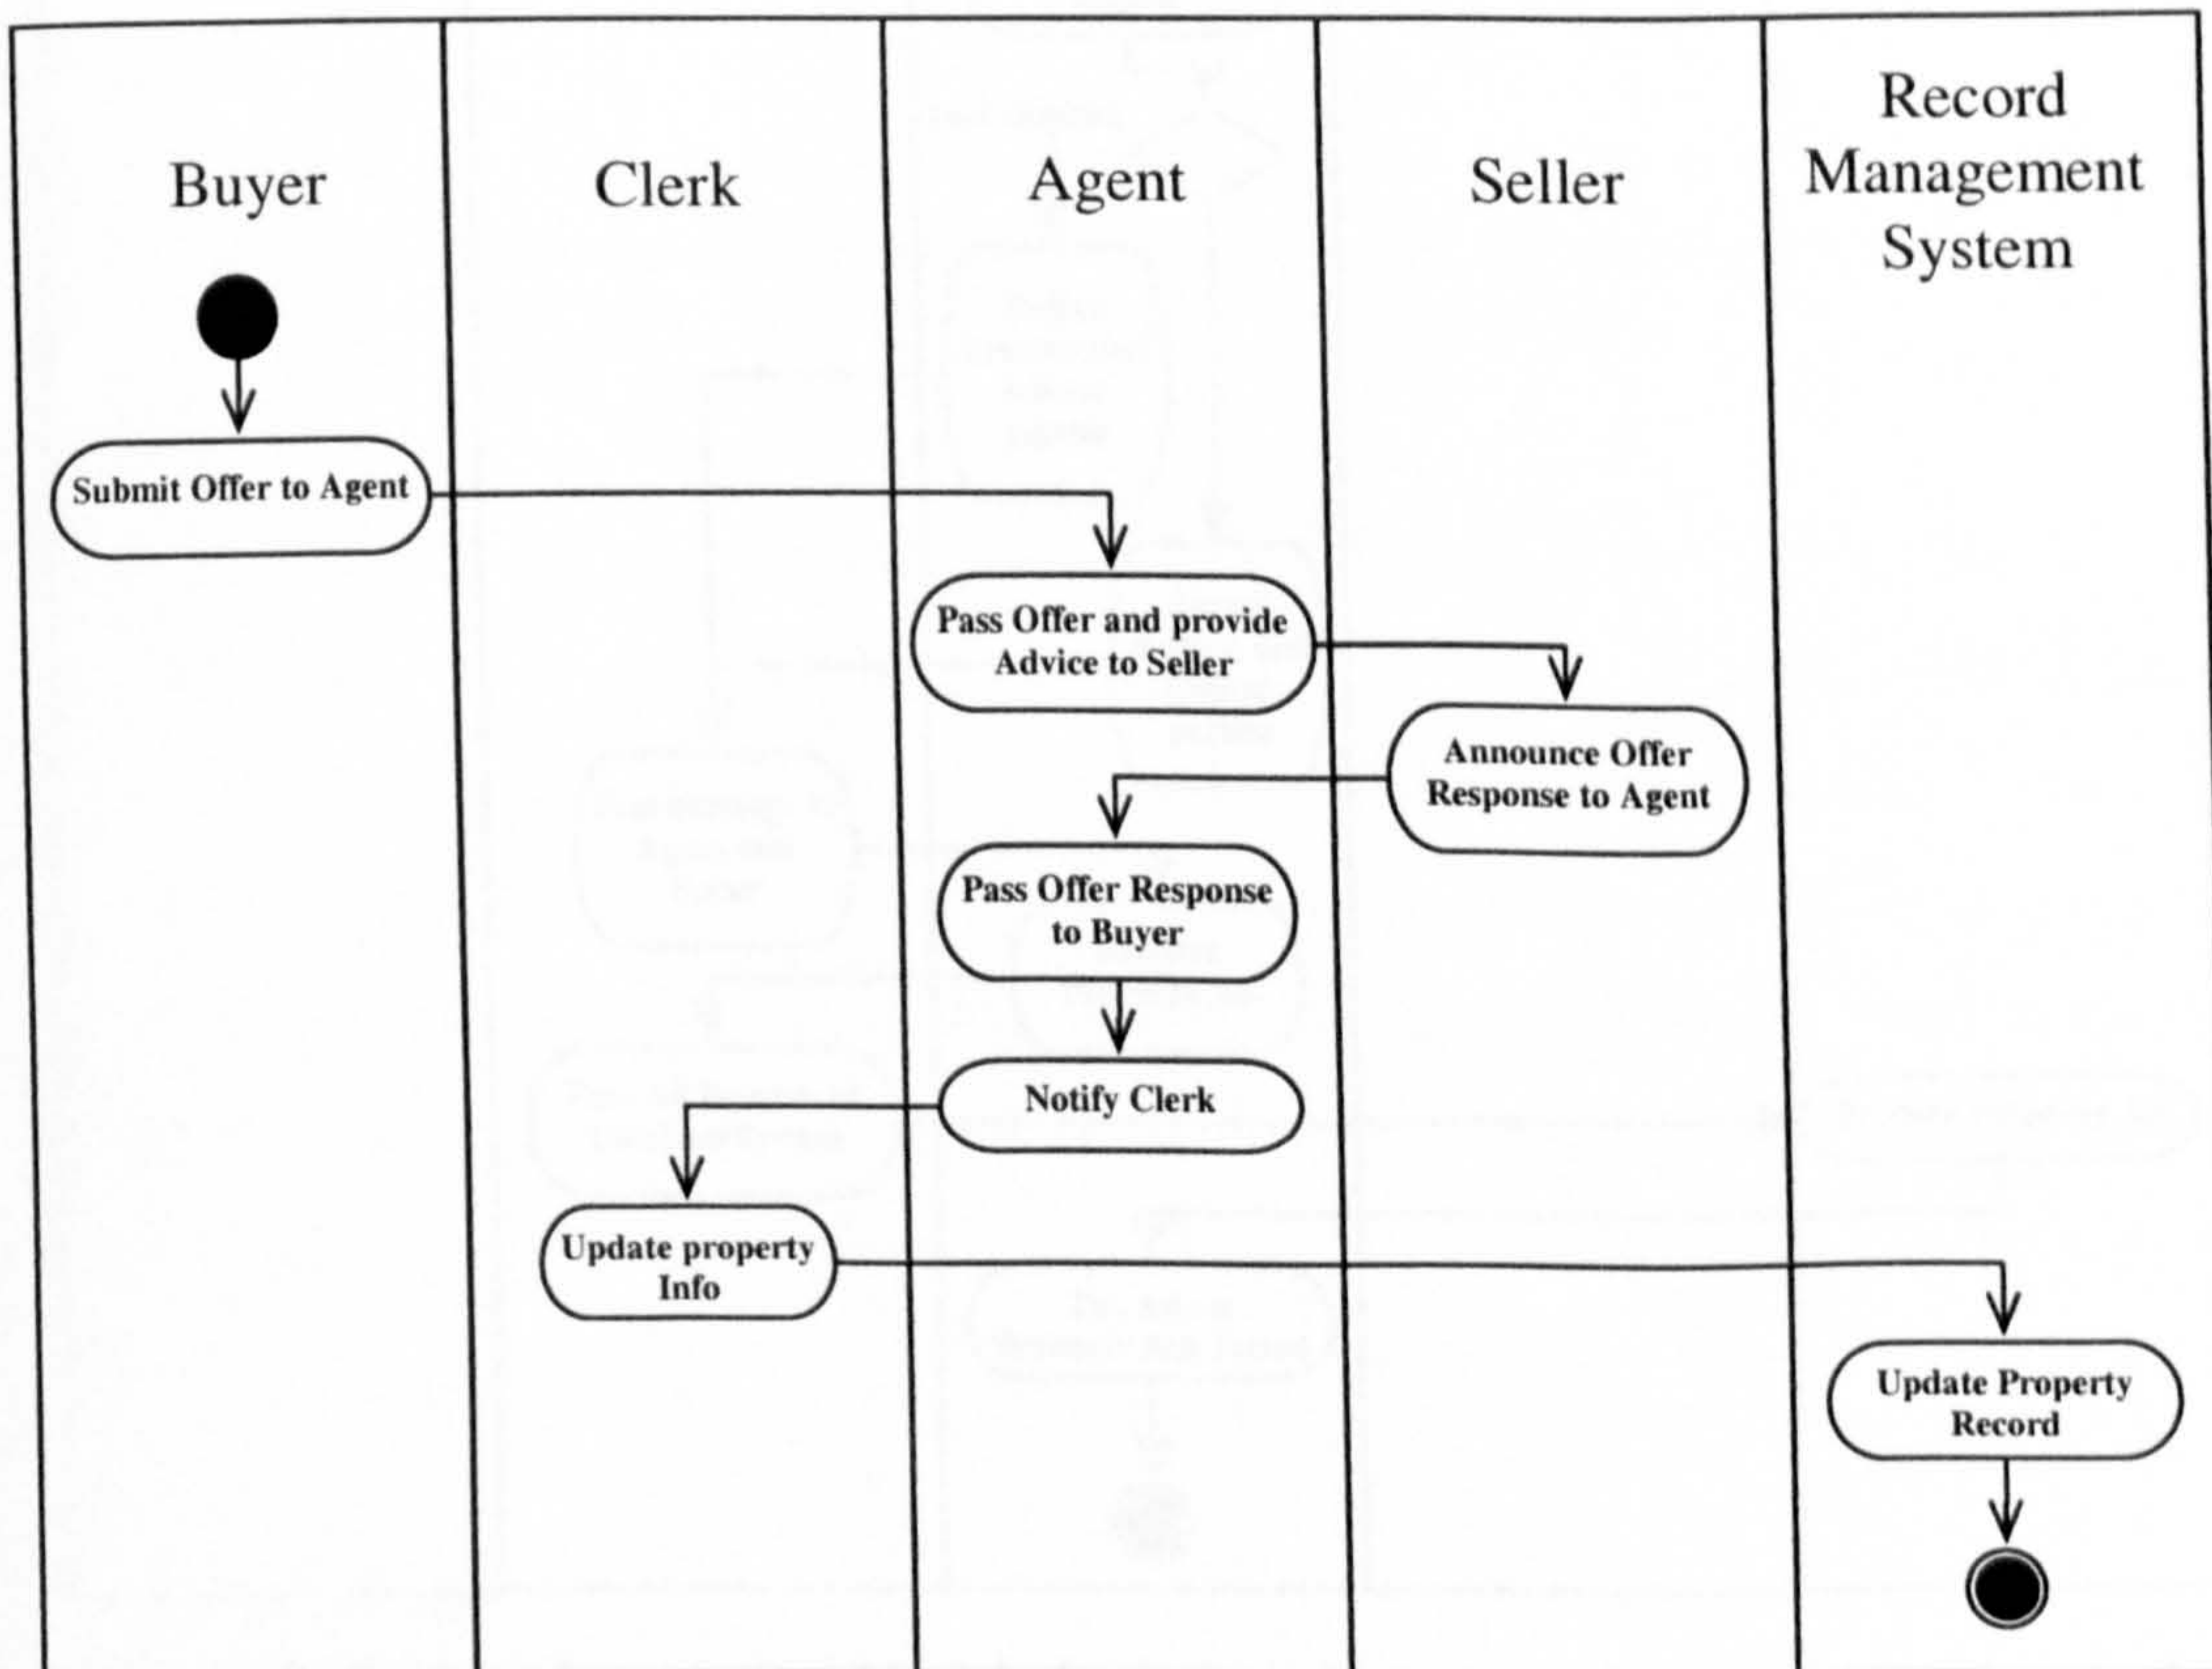 Buyer
Clerk
Agent
Seller
Record
Management
System
Submit Offer to Agent
Pass Offer and provide
Advice to Seller
Announce Offer
Response to Agent
Pass Offer Response
to Buyer
Notify Clerk
Update property
Info
Update Property
Record